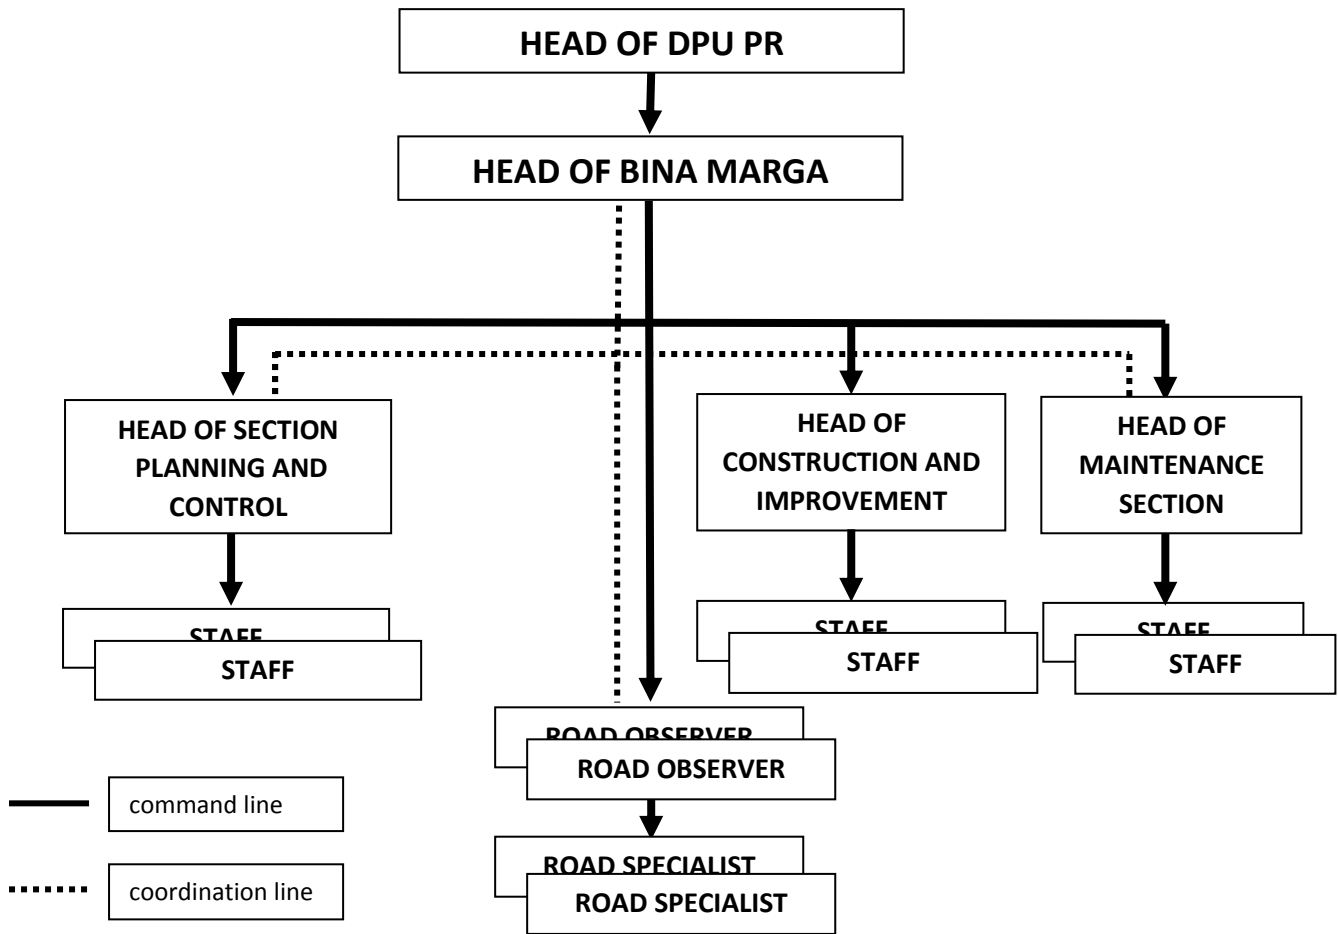 HEAD OF DPU PR
HEAD OF BINA MARGA
HEAD OF SECTION
PLANNING AND
CONTROL
HEAD OF
CONSTRUCTION AND
IMPROVEMENT
HEAD OF
MAINTENANCE
SECTION
STAFF
STAFF
STAFF
STAFF
STAFF
STAFF
ROAD OBSERVER
ROAD OBSERVER
ROAD SPECIALIST
ROAD SPECIALIST
command line
coordination line